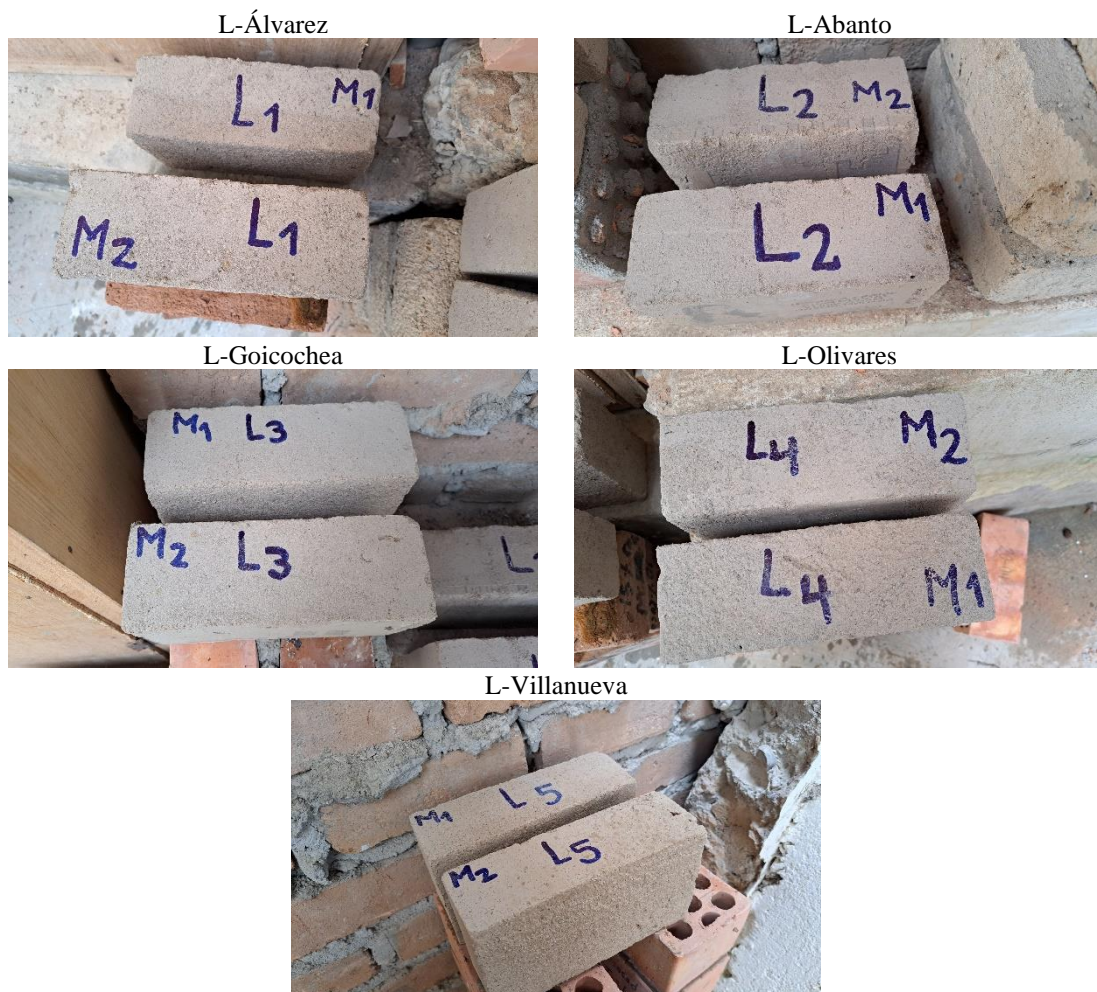 L-Álvarez
L1 M1
M2 L1
L-Abanto
L2 M2
L2 M1
L-Goicochea
M1 L3
M2 L3
L-Olivares
L4 M2
L4 M1
L-Villanueva
M1 L5
M2 L5